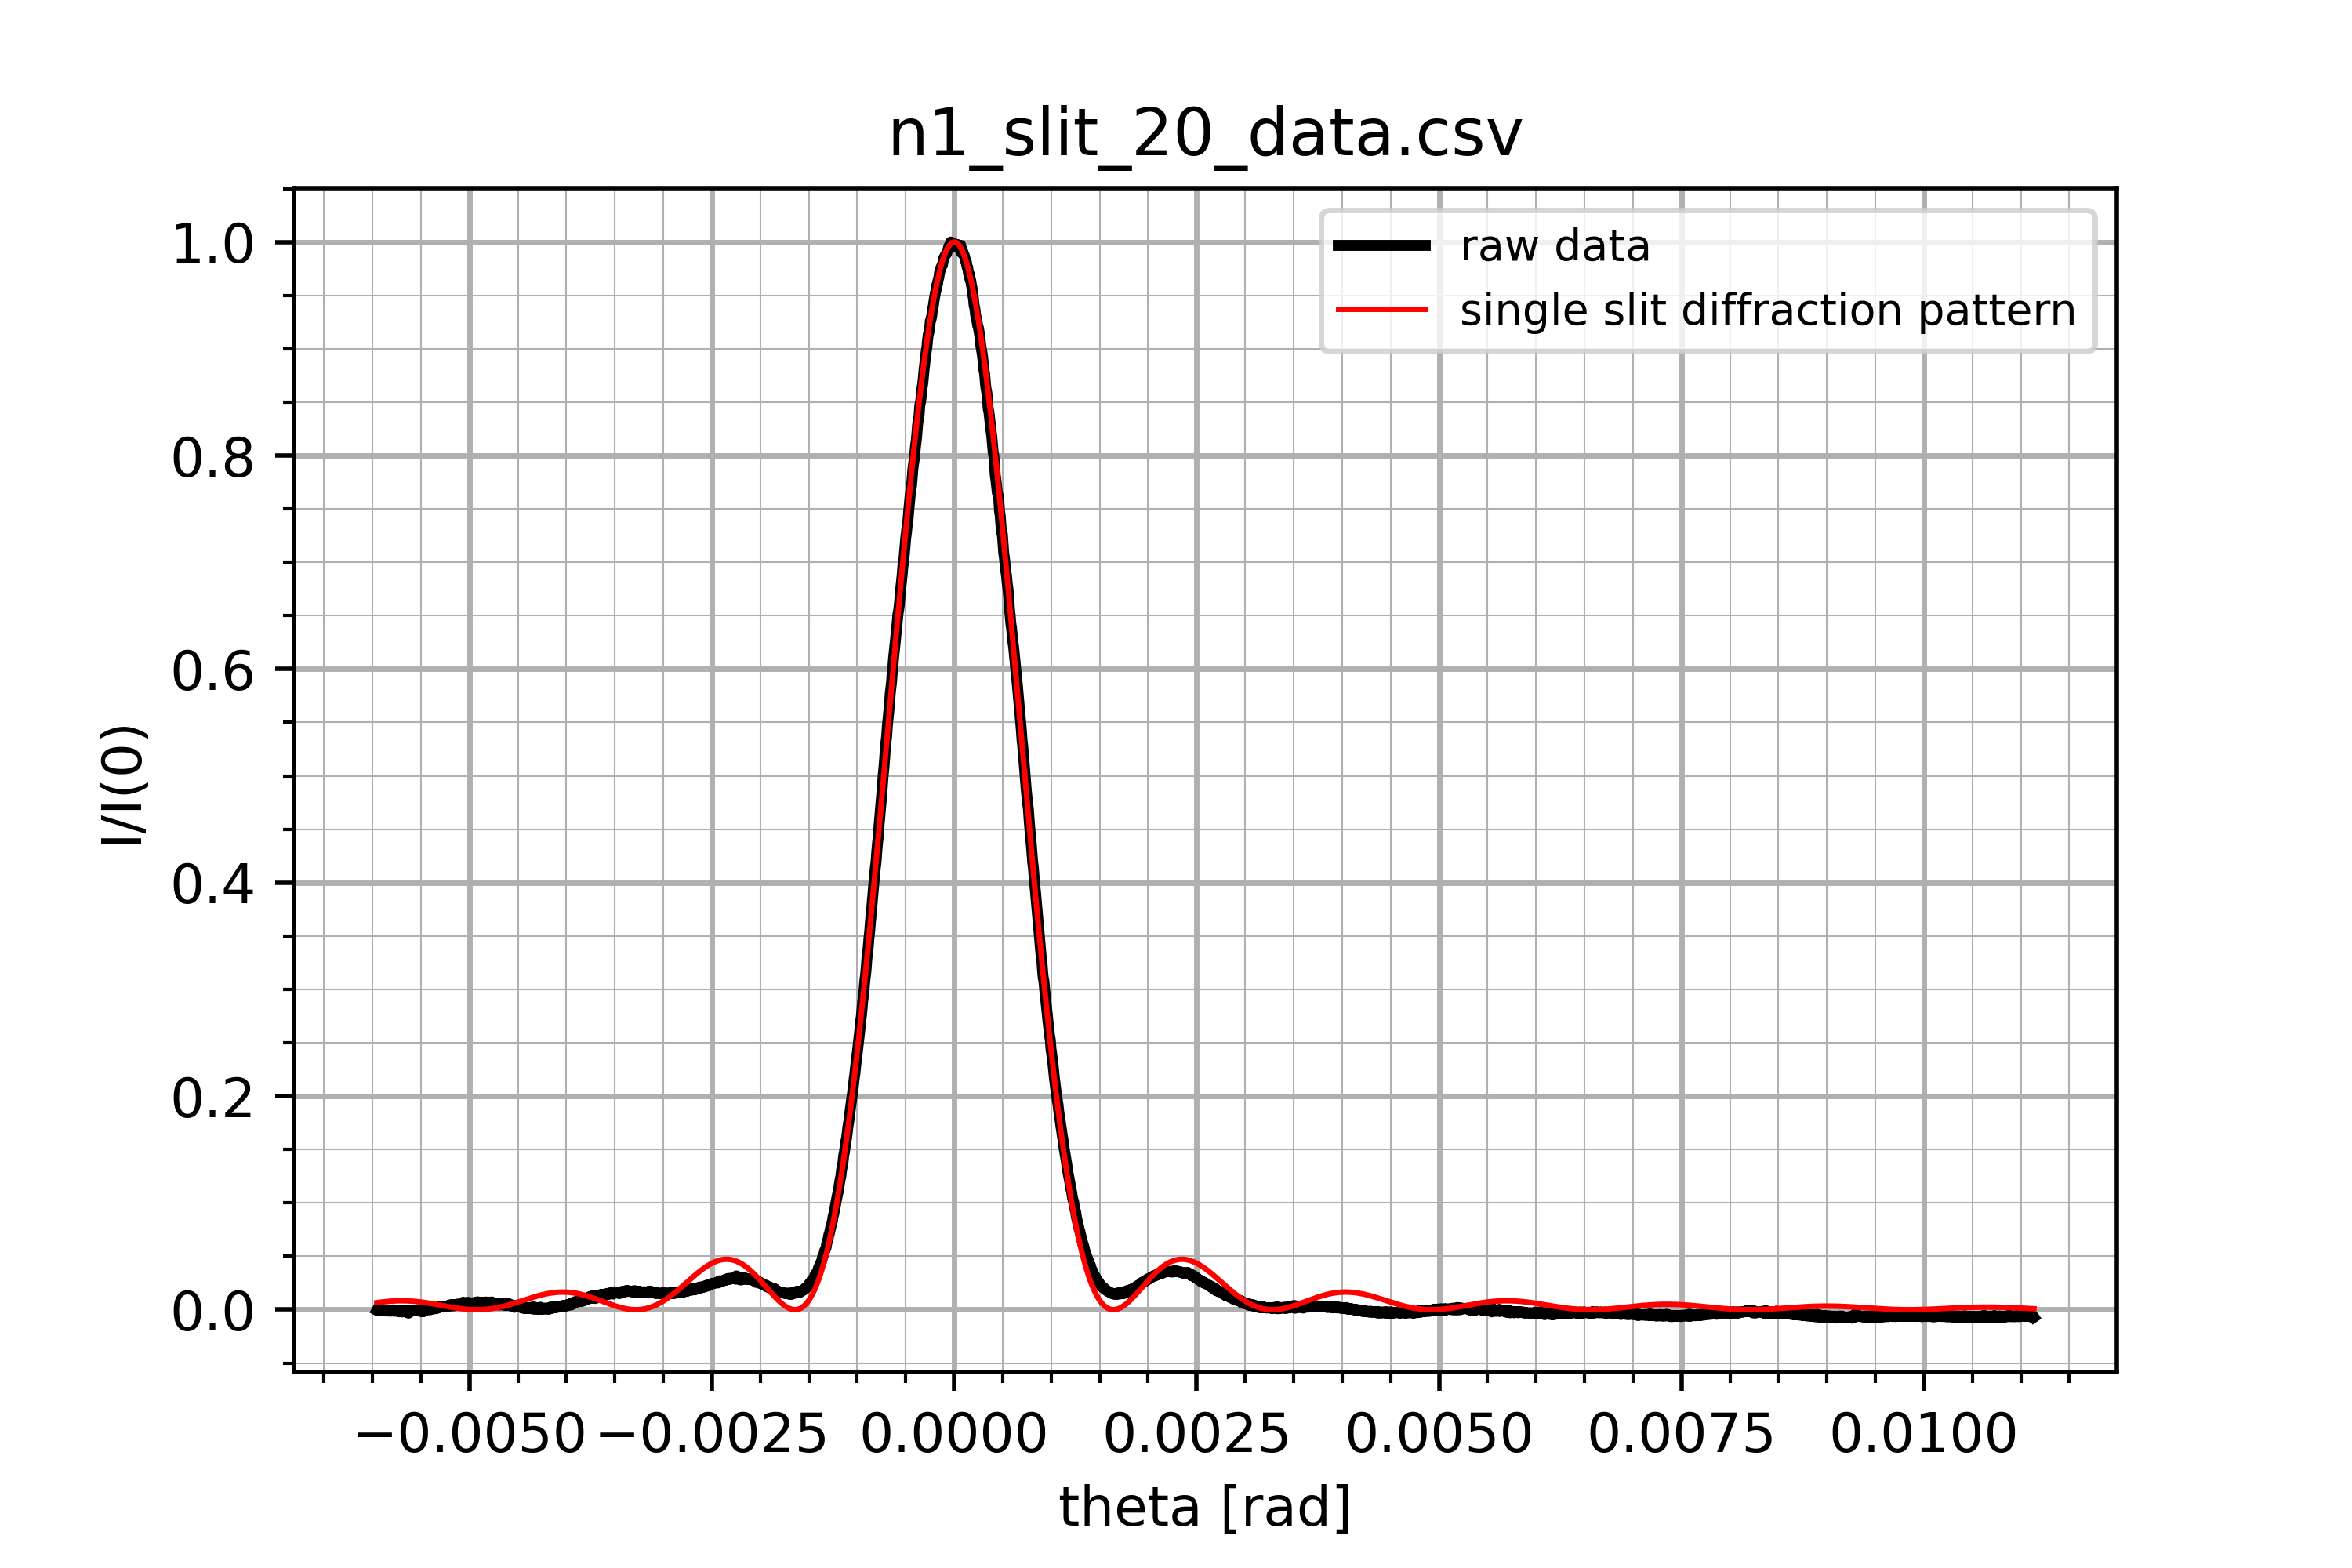 n1_slit_20_data.csv
raw data
single slit diffraction pattern
1.0
0.8
0.6
0.4
0.2
0.0
I/I(0)
−0.0050 −0.0025 0.0000 0.0025 0.0050 0.0075 0.0100
theta [rad]